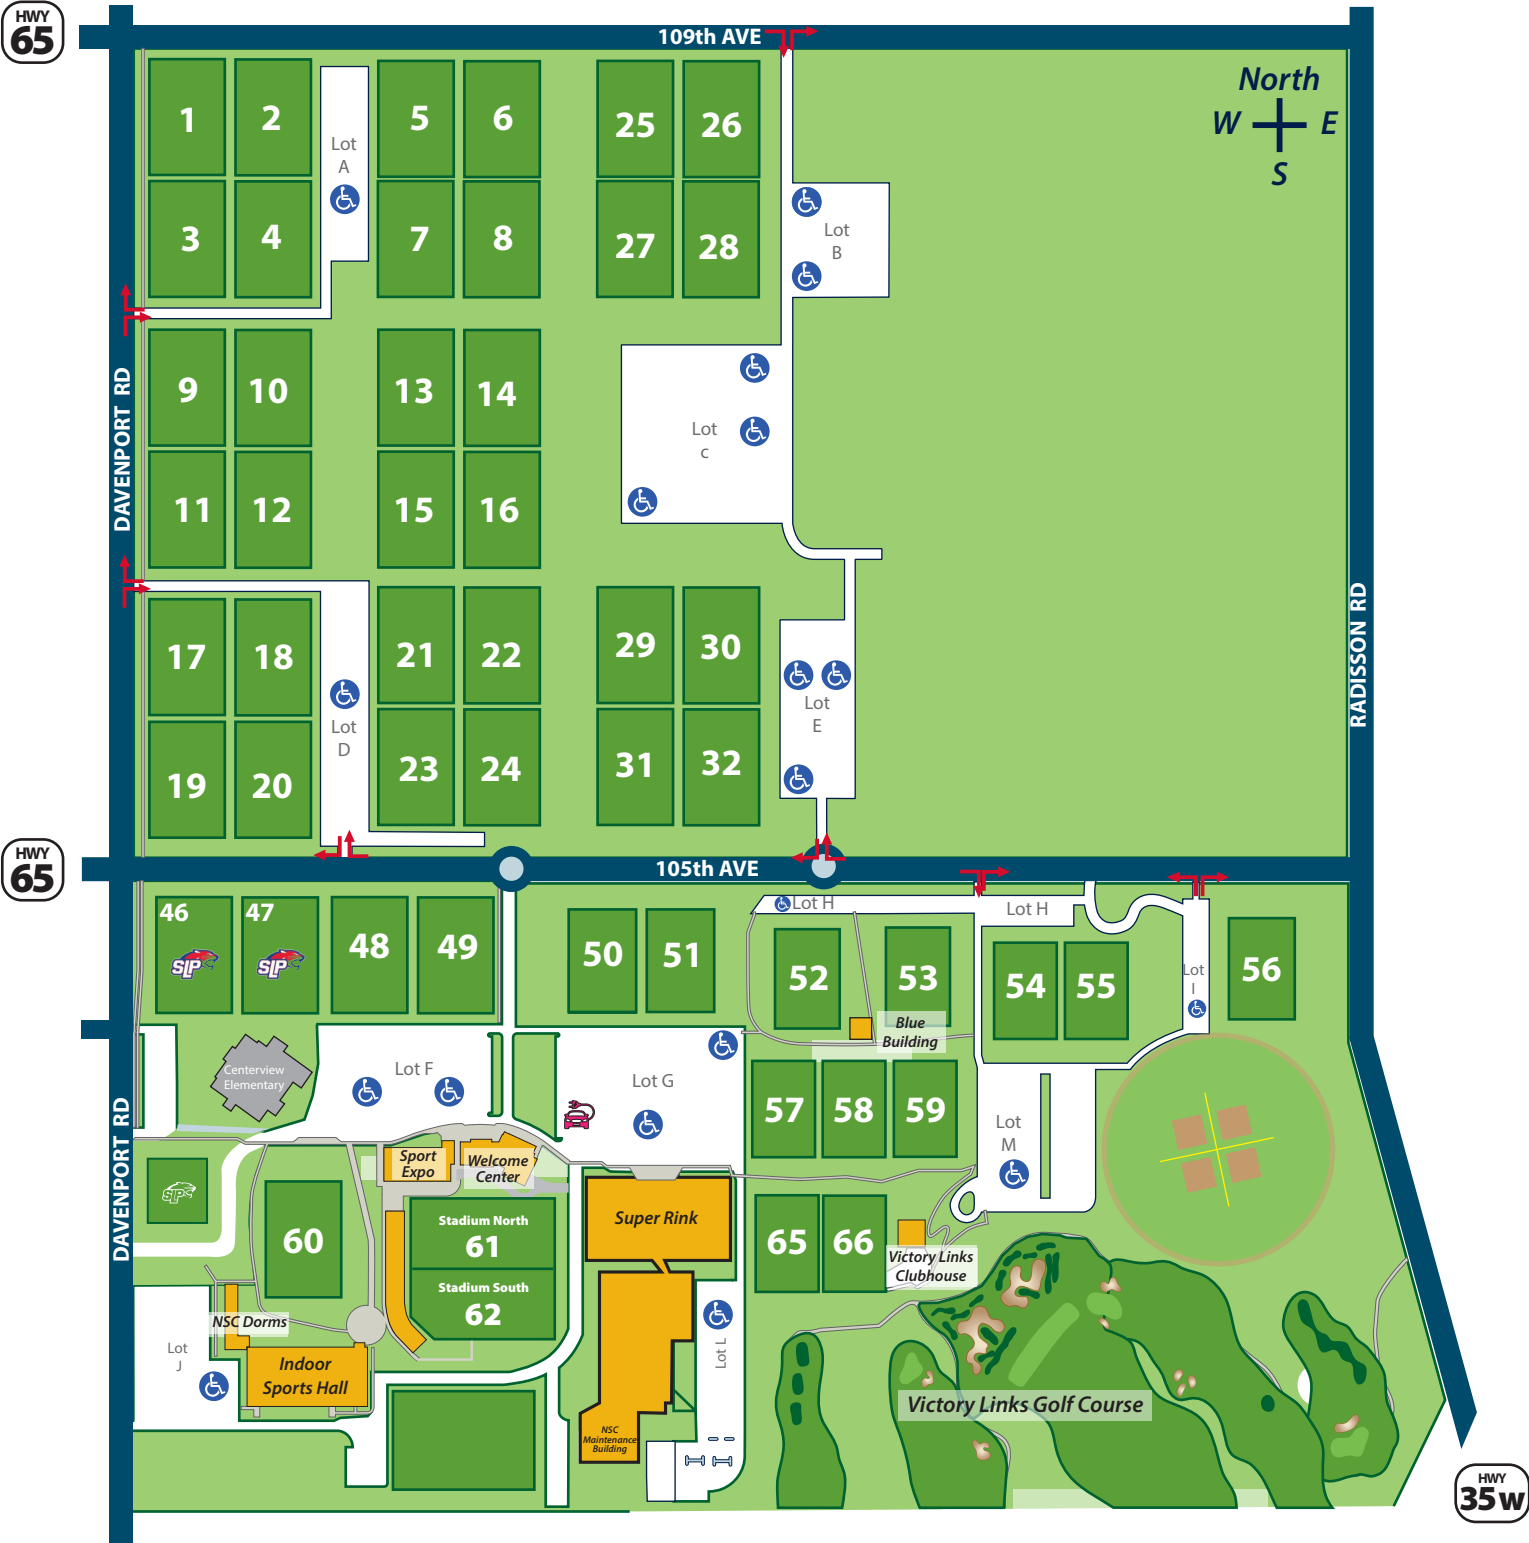 HWY
65
109th AVE
North
W E
S
1
2
Lot
A
5
6
25
26
3
4
7
8
27
28
Lot
B
9
10
13
14
Lot
c
DAVENPORT RD
11
12
15
16
17
18
21
22
29
30
RADISSON RD
Lot
D
Lot
E
19
20
23
24
31
32
HWY
65
105th AVE
46
SLP
47
SLP
48
49
50
51
Lot H
Lot H
52
53
54
55
Lot
I
56
Blue
Building
Centerview
Elementary
Lot F
Lot G
57
58
59
Lot
M
DAVENPORT RD
Sport
Expo
Welcome
Center
SLP
60
Stadium North
61
Stadium South
62
Super Rink
65
66
Victory Links
Clubhouse
NSC Dorms
Lot
J
Indoor
Sports Hall
Lot L
NSC
Maintenance
Building
Victory Links Golf Course
HWY
35W